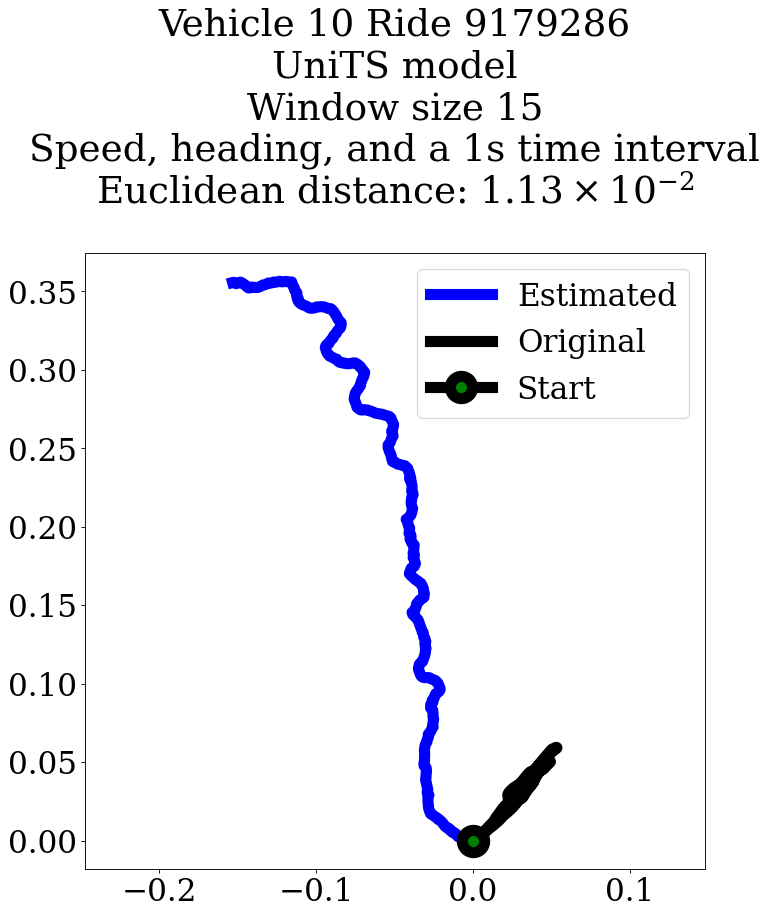 Vehicle 10 Ride 9179286
UniTS model
Window size 15
Speed, heading, and a 1s time interval
Euclidean distance: 1.13 × 10⁻²
Estimated
Original
Start
0.35
0.30
0.25
0.20
0.15
0.10
0.05
0.00
−0.2 −0.1 0.0 0.1